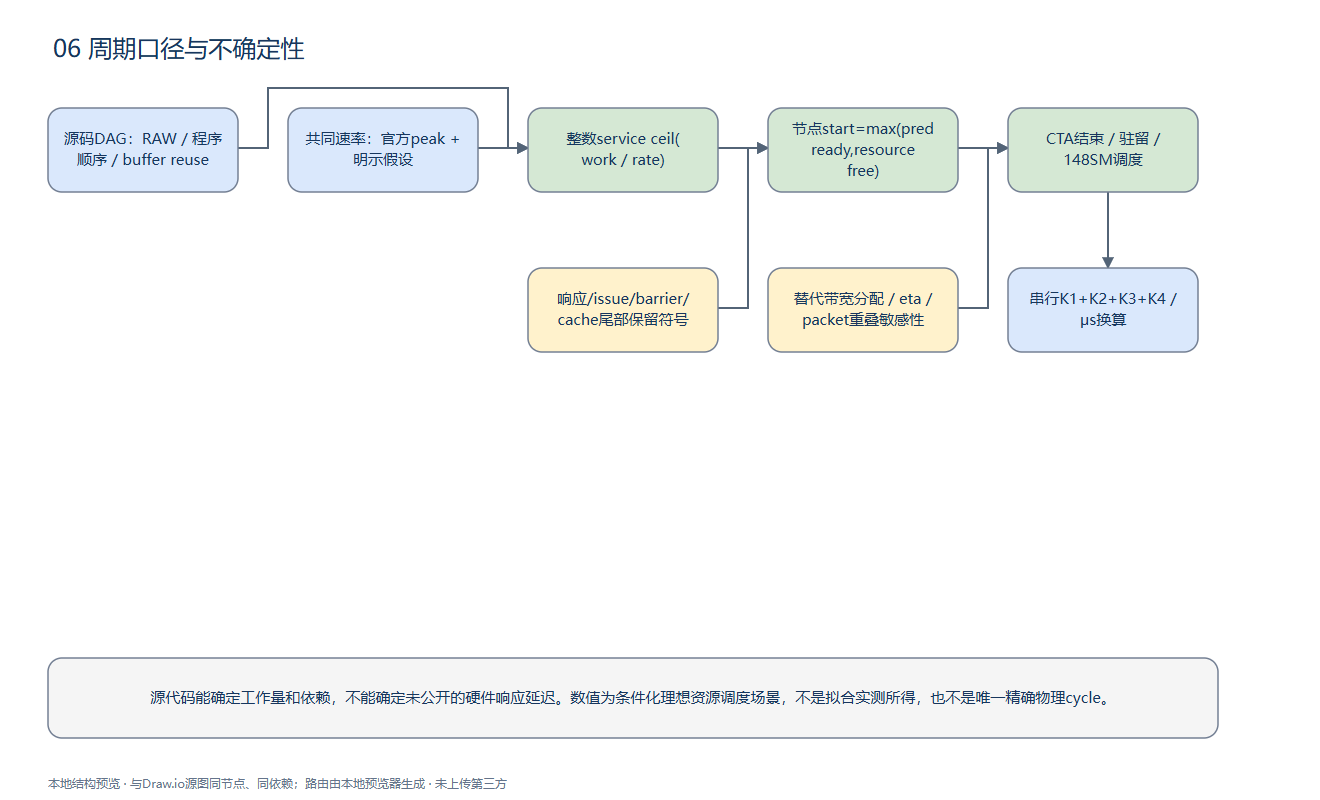 06 周期口径与不确定性
源码DAG：RAW / 程序
顺序 / buffer reuse
共同速率：官方peak +
明示假设
整数service ceil(
work / rate)
节点start=max(pred
ready,resource
free)
CTA结束 / 驻留 /
148SM调度
响应/issue/barrier/
cache尾部保留符号
替代带宽分配 / eta /
packet重叠敏感性
串行K1+K2+K3+K4 /
μs换算
源代码能确定工作量和依赖，不能确定未公开的硬件响应延迟。数值为条件化理想资源调度场景，不是拟合实测所得，也不是唯一精确物理cycle。
本地结构预览 · 与Draw.io源图同节点、同依赖；路由由本地预览器生成 · 未上传第三方